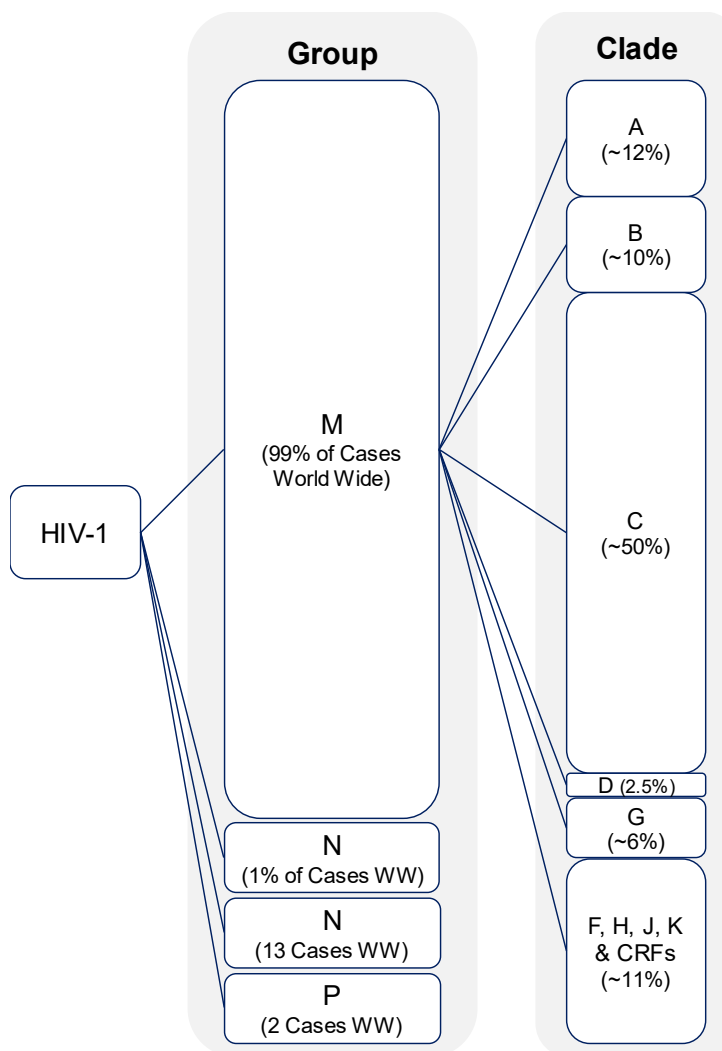 Group
Clade
HIV-1
M
(99% of Cases
World Wide)
N
(1% of Cases WW)
N
(13 Cases WW)
P
(2 Cases WW)
A
(~12%)
B
(~10%)
C
(~50%)
D (2.5%)
G
(~6%)
F, H, J, K
& CRFs
(~11%)